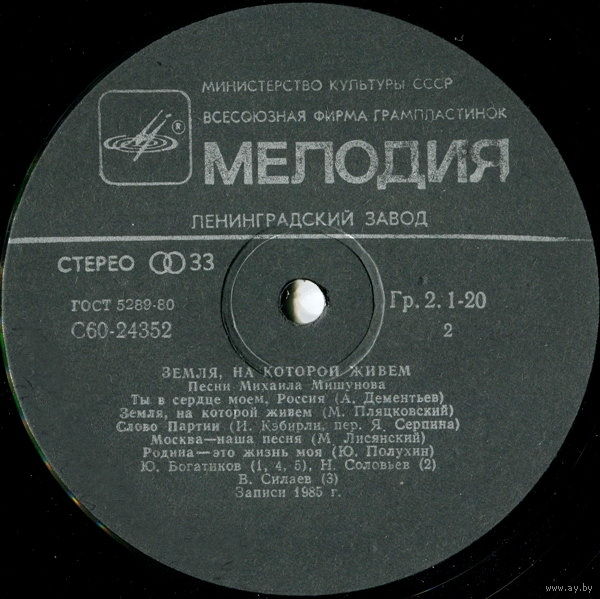 МИНИСТЕРСТВО КУЛЬТУРЫ СССР
ВСЕСОЮЗНАЯ ФИРМА ГРАМПЛАСТИНОК
®
МЕЛОДИЯ
ЛЕНИНГРАДСКИЙ ЗАВОД
СТЕРЕО 33
ГОСТ 5289-80
Гр. 2. 1-20
С60-24352
2
ЗЕМЛЯ, НА КОТОРОЙ ЖИВЕМ
Песни Михаила Мишунова
Ты в сердце моем, Россия (А. Дементьев)
Земля, на которой живем (М. Пляцковский)
Слово Партии (И. Кэбирли, пер. Я. Серпина)
Москва—наша песня (М. Лисянский)
Родина—это жизнь моя (Ю. Полухин)
Ю. Богатиков (1, 4, 5), Н. Соловьев (2)
В. Силаев (3)
Записи 1985 г.
www.ay.by